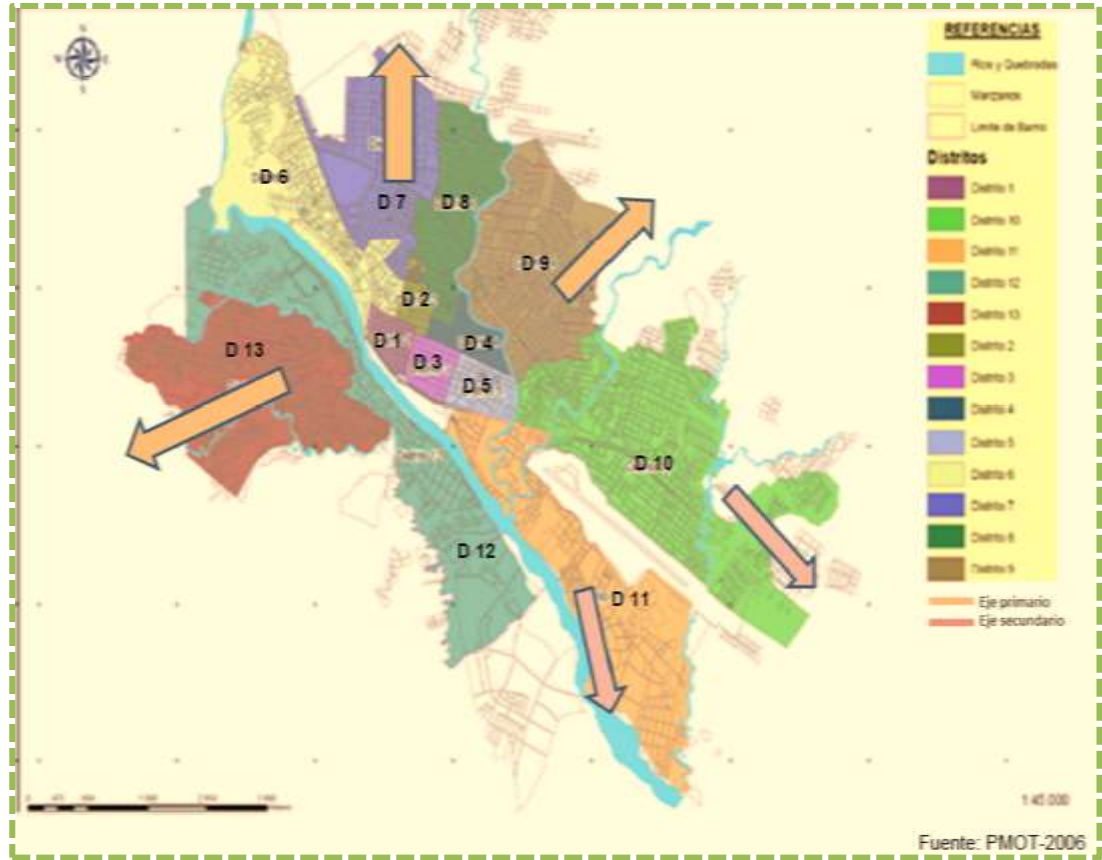 N
S
REFERENCIAS
Rios y Quebradas
Manzanos
Limite de Barrio
Distritos
Distrito 1
Distrito 10
Distrito 11
Distrito 12
Distrito 13
Distrito 2
Distrito 3
Distrito 4
Distrito 5
Distrito 6
Distrito 7
Distrito 8
Distrito 9
Eje primario
Eje secundario
D 6
D 7
D 8
D 9
D 2
D 1
D 4
D 3
D 5
D 13
D 10
D 12
D 11
1:45.000
Fuente: PMOT-2006